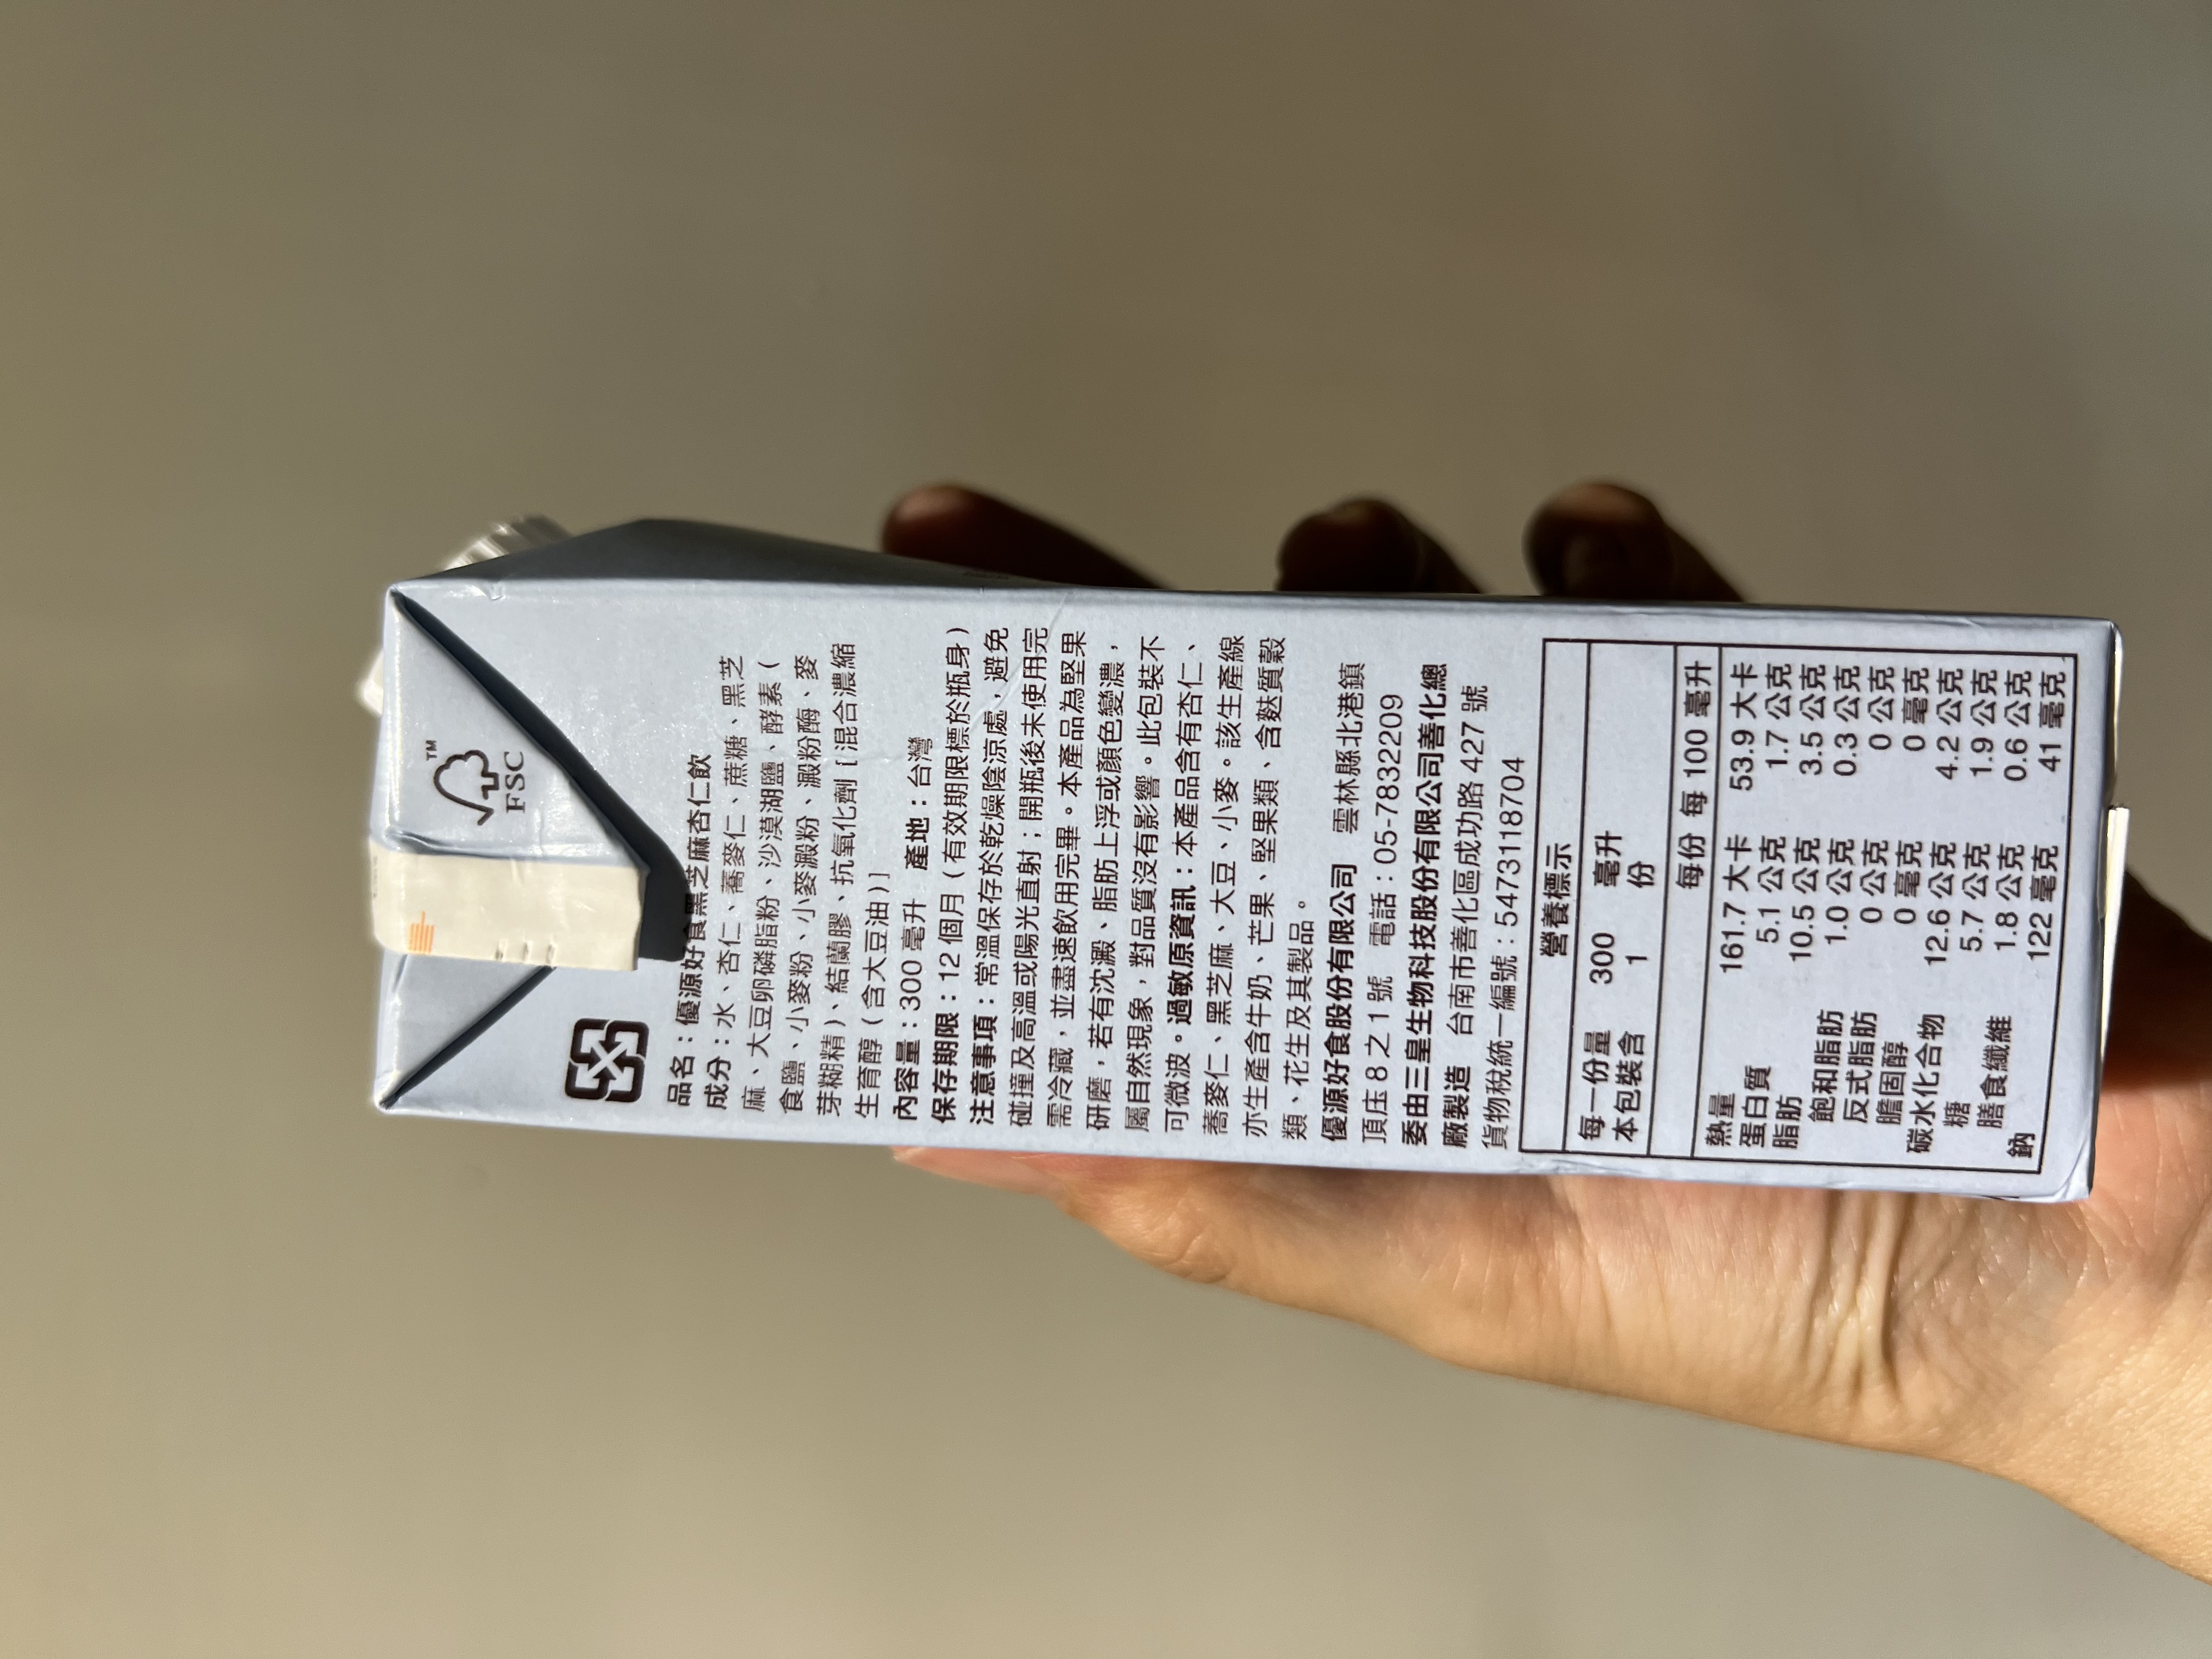 FSC™
品名：優源好食黑芝麻杏仁飲
成分：水、杏仁、蕎麥仁、蔗糖、黑芝
麻、大豆卵磷脂粉、沙漠湖鹽、酵素（
食鹽、小麥粉、小麥澱粉、澱粉酶、麥
芽糊精）、結蘭膠、抗氧化劑［混合濃縮
生育醇（含大豆油）］
內容量：300 毫升 產地：台灣
保存期限：12 個月（有效期限標於瓶身）
注意事項：常溫保存於乾燥陰涼處，避免
碰撞及高溫或陽光直射；開瓶後未使用完
需冷藏，並盡速飲用完畢。本產品為堅果
研磨，若有沈澱、脂肪上浮或顏色變濃，
屬自然現象，對品質沒有影響。此包裝不
可微波。過敏原資訊：本產品含有杏仁、
蕎麥仁、黑芝麻、大豆、小麥。該生產線
亦生產含牛奶、芒果、堅果類、含麩質穀
類、花生及其製品。
優源好食股份有限公司 雲林縣北港鎮
頂庄 8 之 1 號 電話：05-7832209
委由三皇生物科技股份有限公司善化總
廠製造 台南市善化區成功路 427 號
貨物稅統一編號：5473118704
營養標示
每一份量 300 毫升
本包裝含 1 份
每份 每 100 毫升
熱量 161.7 大卡 53.9 大卡
蛋白質 5.1 公克 1.7 公克
脂肪 10.5 公克 3.5 公克
飽和脂肪 1.0 公克 0.3 公克
反式脂肪 0 公克 0 公克
膽固醇 0 毫克 0 毫克
碳水化合物 12.6 公克 4.2 公克
糖 5.7 公克 1.9 公克
膳食纖維 1.8 公克 0.6 公克
鈉 122 毫克 41 毫克